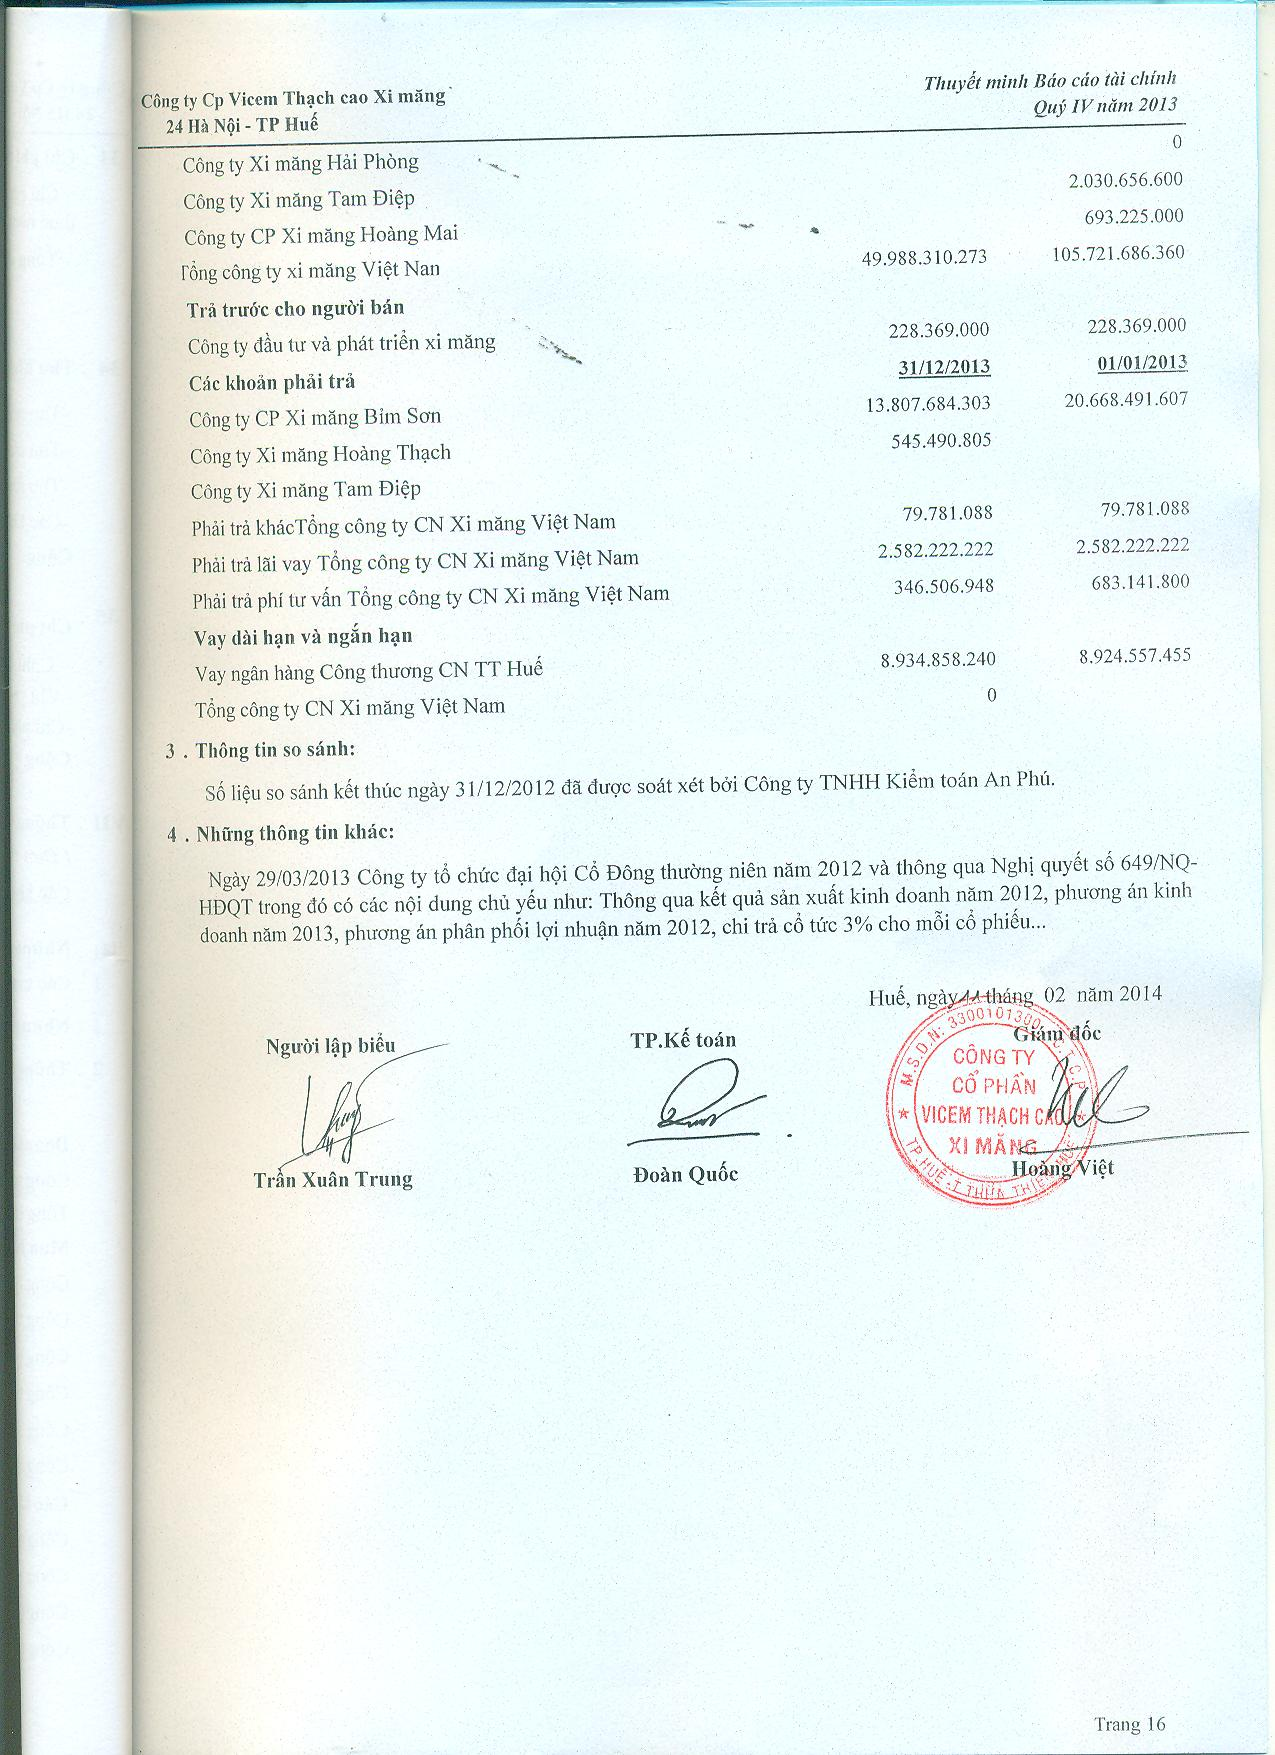 Công ty Cp Vicem Thạch cao Xi măng
24 Hà Nội - TP Huế
Thuyết minh Báo cáo tài chính
Quý IV năm 2013
Công ty Xi măng Hải Phòng 0
Công ty Xi măng Tam Điệp 2.030.656.600
Công ty CP Xi măng Hoàng Mai 693.225.000
Tổng công ty xi măng Việt Nan 49.988.310.273 105.721.686.360
Trả trước cho người bán
Công ty đầu tư và phát triển xi măng 228.369.000 228.369.000
Các khoản phải trả 31/12/2013 01/01/2013
Công ty CP Xi măng Bỉm Sơn 13.807.684.303 20.668.491.607
Công ty Xi măng Hoàng Thạch 545.490.805
Công ty Xi măng Tam Điệp
Phải trả khácTổng công ty CN Xi măng Việt Nam 79.781.088 79.781.088
Phải trả lãi vay Tổng công ty CN Xi măng Việt Nam 2.582.222.222 2.582.222.222
Phải trả phí tư vấn Tổng công ty CN Xi măng Việt Nam 346.506.948 683.141.800
Vay dài hạn và ngắn hạn
Vay ngân hàng Công thương CN TT Huế 8.934.858.240 8.924.557.455
Tổng công ty CN Xi măng Việt Nam 0
3 . Thông tin so sánh:
Số liệu so sánh kết thúc ngày 31/12/2012 đã được soát xét bởi Công ty TNHH Kiểm toán An Phú.
4 . Những thông tin khác:
Ngày 29/03/2013 Công ty tổ chức đại hội Cổ Đông thường niên năm 2012 và thông qua Nghị quyết số 649/NQ-
HĐQT trong đó có các nội dung chủ yếu như: Thông qua kết quả sản xuất kinh doanh năm 2012, phương án kinh
doanh năm 2013, phương án phân phối lợi nhuận năm 2012, chi trả cổ tức 3% cho mỗi cổ phiếu...
Huế, ngày 11 tháng 02 năm 2014
Người lập biểu TP.Kế toán Giám đốc
M.S.D.N: 3300101300 C.T.C.P
CÔNG TY
CỔ PHẦN
VICEM THẠCH CAO
XI MĂNG
TP.HUẾ - T.THỪA THIÊN HUẾ
Trần Xuân Trung Đoàn Quốc Hoàng Việt
Trang 16